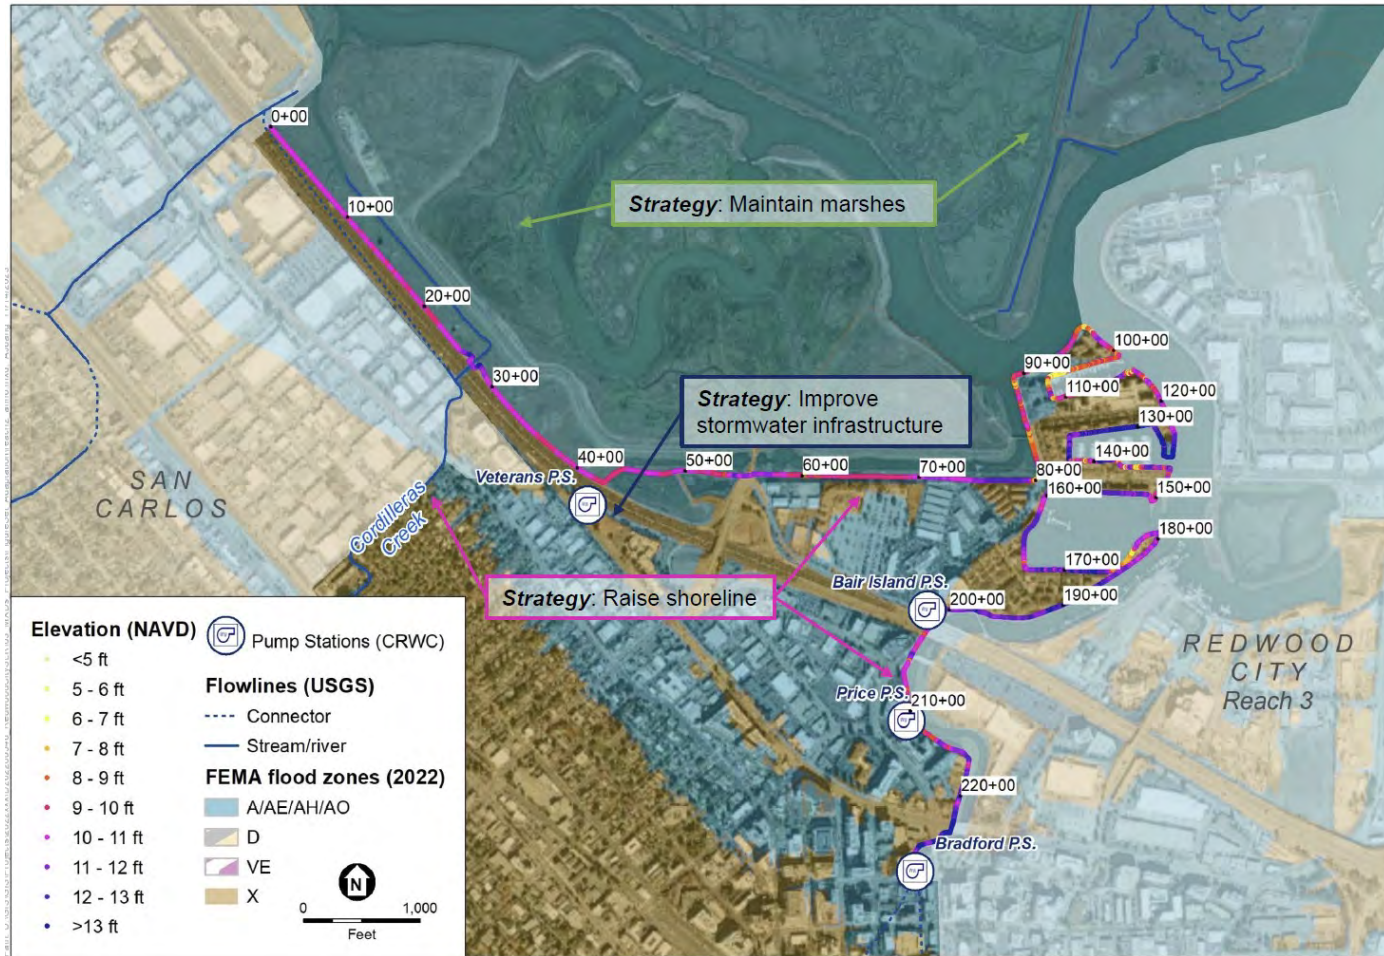 0+00
10+00
Strategy: Maintain marshes
20+00
100+00
90+00
30+00
110+00
120+00
Strategy: Improve
stormwater infrastructure
130+00
40+00
50+00
60+00
70+00
140+00
80+00
Veterans P.S.
160+00
150+00
SAN
CARLOS
Cordilleras
Creek
180+00
170+00
Bair Island P.S.
Strategy: Raise shoreline
200+00
190+00
REDWOOD
CITY
Reach 3
Price P.S.
210+00
220+00
Bradford P.S.
Elevation (NAVD)
<5 ft
5 - 6 ft
6 - 7 ft
7 - 8 ft
8 - 9 ft
9 - 10 ft
10 - 11 ft
11 - 12 ft
12 - 13 ft
>13 ft
Pump Stations (CRWC)
Flowlines (USGS)
Connector
Stream/river
FEMA flood zones (2022)
A/AE/AH/AO
D
VE
X
N
0 1,000
Feet